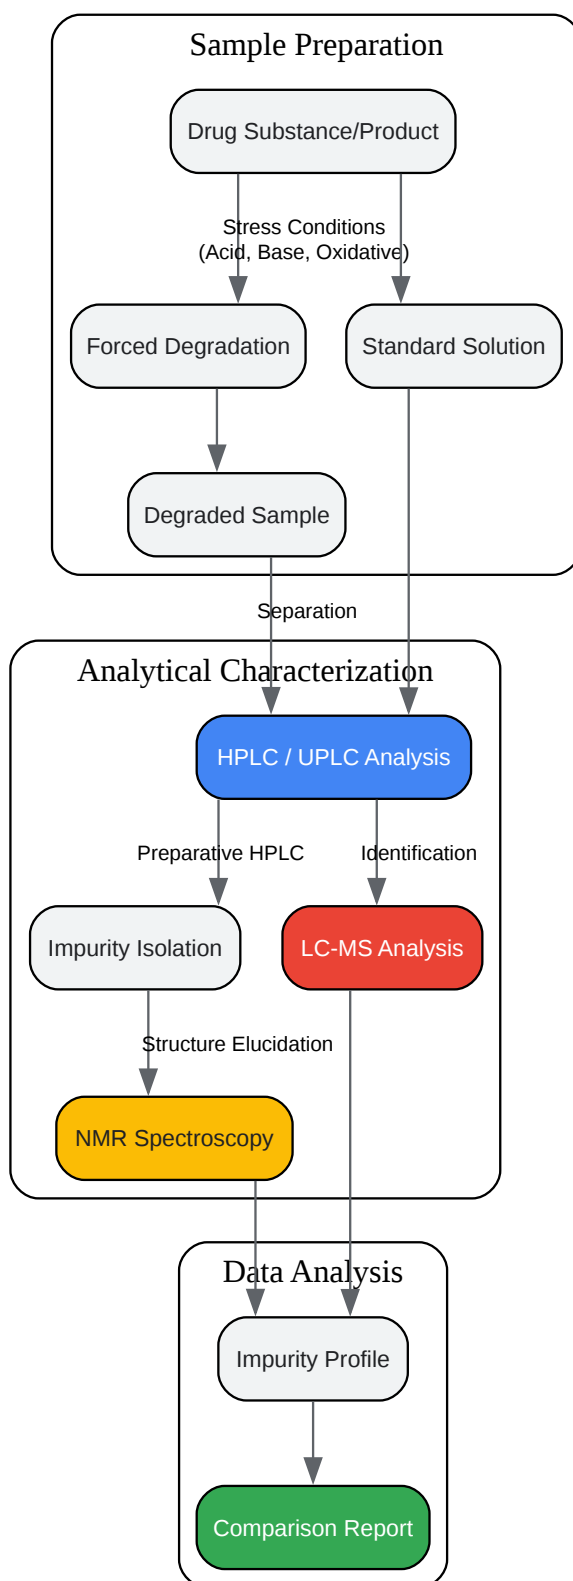 Sample Preparation
Drug Substance/Product
Stress Conditions
(Acid, Base, Oxidative)
Forced Degradation
Standard Solution
Degraded Sample
Separation
Analytical Characterization
HPLC / UPLC Analysis
Preparative HPLC
Identification
Impurity Isolation
LC-MS Analysis
Structure Elucidation
NMR Spectroscopy
Data Analysis
Impurity Profile
Comparison Report